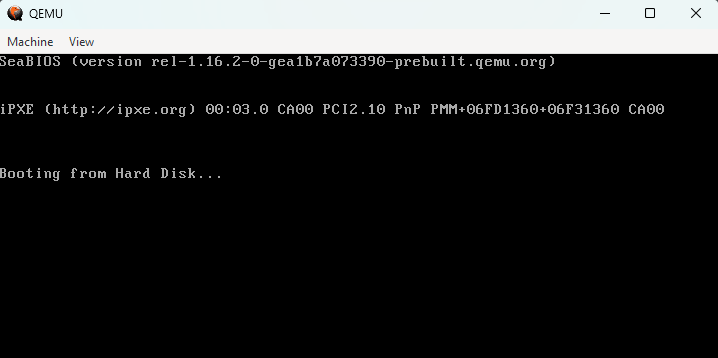 QEMU
Machine View
SeaBIOS (version rel-1.16.2-0-gea1b7a073390-prebuilt.qemu.org)
iPXE (http://ipxe.org) 00:03.0 CA00 PCI2.10 PnP PMM+06FD1360+06F31360 CA00
Booting from Hard Disk...